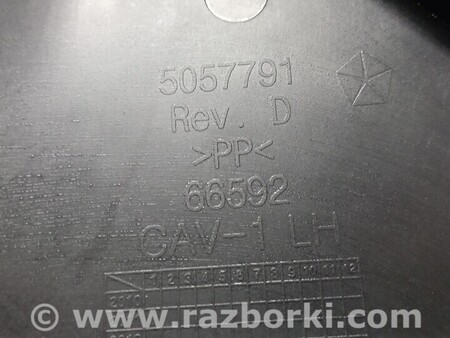 5057791
Rev. D
>PP<
66592
CAV-1 LH
1 2 3 4 5 6 7 8 9 10 11 12
2010
© www.razborki.com